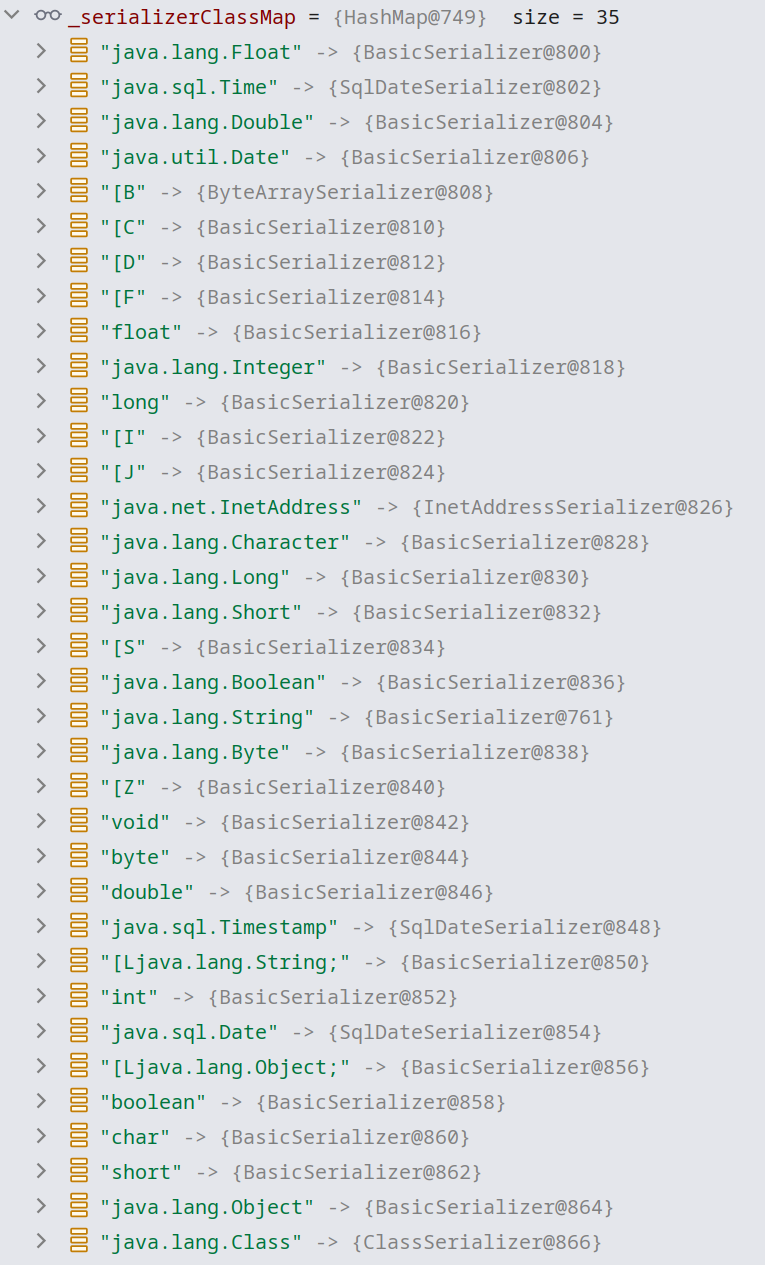 _serializerClassMap = {HashMap@749} size = 35
"java.lang.Float" -> {BasicSerializer@800}
"java.sql.Time" -> {SqlDateSerializer@802}
"java.lang.Double" -> {BasicSerializer@804}
"java.util.Date" -> {BasicSerializer@806}
"[B" -> {ByteArraySerializer@808}
"[C" -> {BasicSerializer@810}
"[D" -> {BasicSerializer@812}
"[F" -> {BasicSerializer@814}
"float" -> {BasicSerializer@816}
"java.lang.Integer" -> {BasicSerializer@818}
"long" -> {BasicSerializer@820}
"[I" -> {BasicSerializer@822}
"[J" -> {BasicSerializer@824}
"java.net.InetAddress" -> {InetAddressSerializer@826}
"java.lang.Character" -> {BasicSerializer@828}
"java.lang.Long" -> {BasicSerializer@830}
"java.lang.Short" -> {BasicSerializer@832}
"[S" -> {BasicSerializer@834}
"java.lang.Boolean" -> {BasicSerializer@836}
"java.lang.String" -> {BasicSerializer@761}
"java.lang.Byte" -> {BasicSerializer@838}
"[Z" -> {BasicSerializer@840}
"void" -> {BasicSerializer@842}
"byte" -> {BasicSerializer@844}
"double" -> {BasicSerializer@846}
"java.sql.Timestamp" -> {SqlDateSerializer@848}
"[Ljava.lang.String;" -> {BasicSerializer@850}
"int" -> {BasicSerializer@852}
"java.sql.Date" -> {SqlDateSerializer@854}
"[Ljava.lang.Object;" -> {BasicSerializer@856}
"boolean" -> {BasicSerializer@858}
"char" -> {BasicSerializer@860}
"short" -> {BasicSerializer@862}
"java.lang.Object" -> {BasicSerializer@864}
"java.lang.Class" -> {ClassSerializer@866}